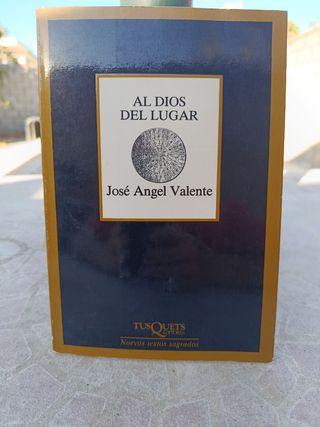 AL DIOS
DEL LUGAR
José Angel Valente
TUSQUETS
EDITORES
Nuevos textos sagrados